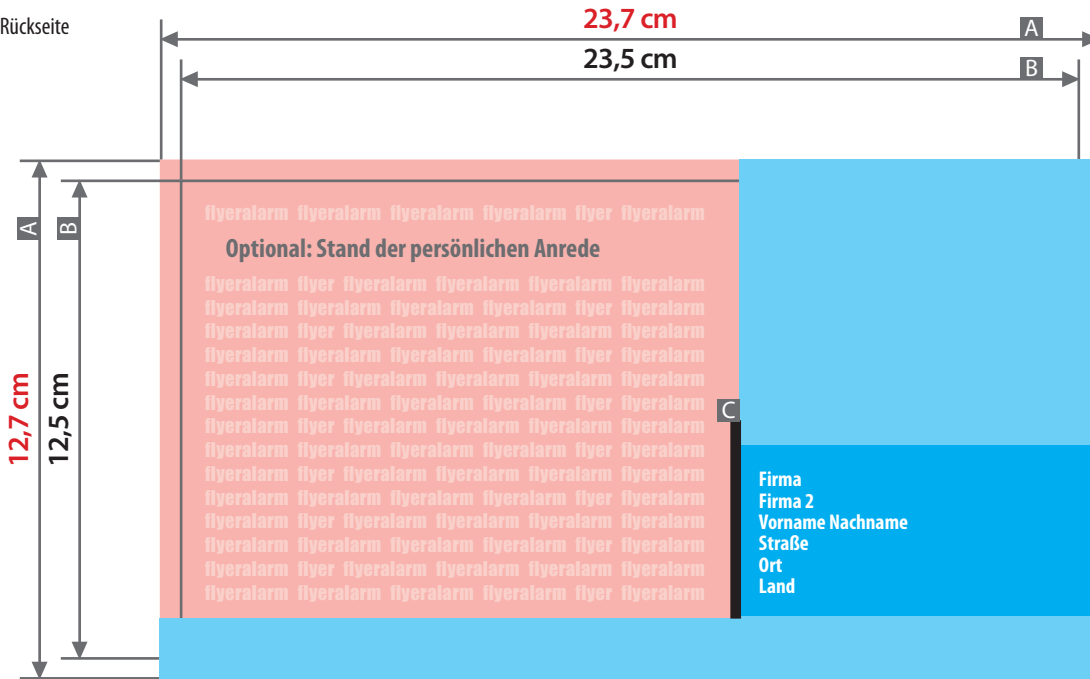 Rückseite
23,7 cm
A
23,5 cm
B
A
B
12,7 cm
12,5 cm
flyeralarm flyeralarm flyeralarm flyeralarm flyer flyeralarm
Optional: Stand der persönlichen Anrede
flyeralarm flyer flyeralarm flyeralarm flyeralarm flyeralarm
flyeralarm flyeralarm flyeralarm flyeralarm flyer flyeralarm
flyeralarm flyer flyeralarm flyeralarm flyeralarm flyeralarm
flyeralarm flyeralarm flyeralarm flyeralarm flyer flyeralarm
flyeralarm flyer flyeralarm flyeralarm flyeralarm flyeralarm
flyeralarm flyeralarm flyeralarm flyeralarm flyer flyeralarm
C
flyeralarm flyer flyeralarm flyeralarm flyeralarm flyeralarm
flyeralarm flyeralarm flyeralarm flyeralarm flyer flyeralarm
flyeralarm flyer flyeralarm flyeralarm flyeralarm flyeralarm
flyeralarm flyeralarm flyeralarm flyeralarm flyer flyeralarm
flyeralarm flyer flyeralarm flyeralarm flyeralarm flyeralarm
flyeralarm flyeralarm flyeralarm flyeralarm flyer flyeralarm
flyeralarm flyer flyeralarm flyeralarm flyeralarm flyeralarm
flyeralarm flyeralarm flyeralarm flyeralarm flyer flyeralarm
Firma
Firma 2
Vorname Nachname
Straße
Ort
Land